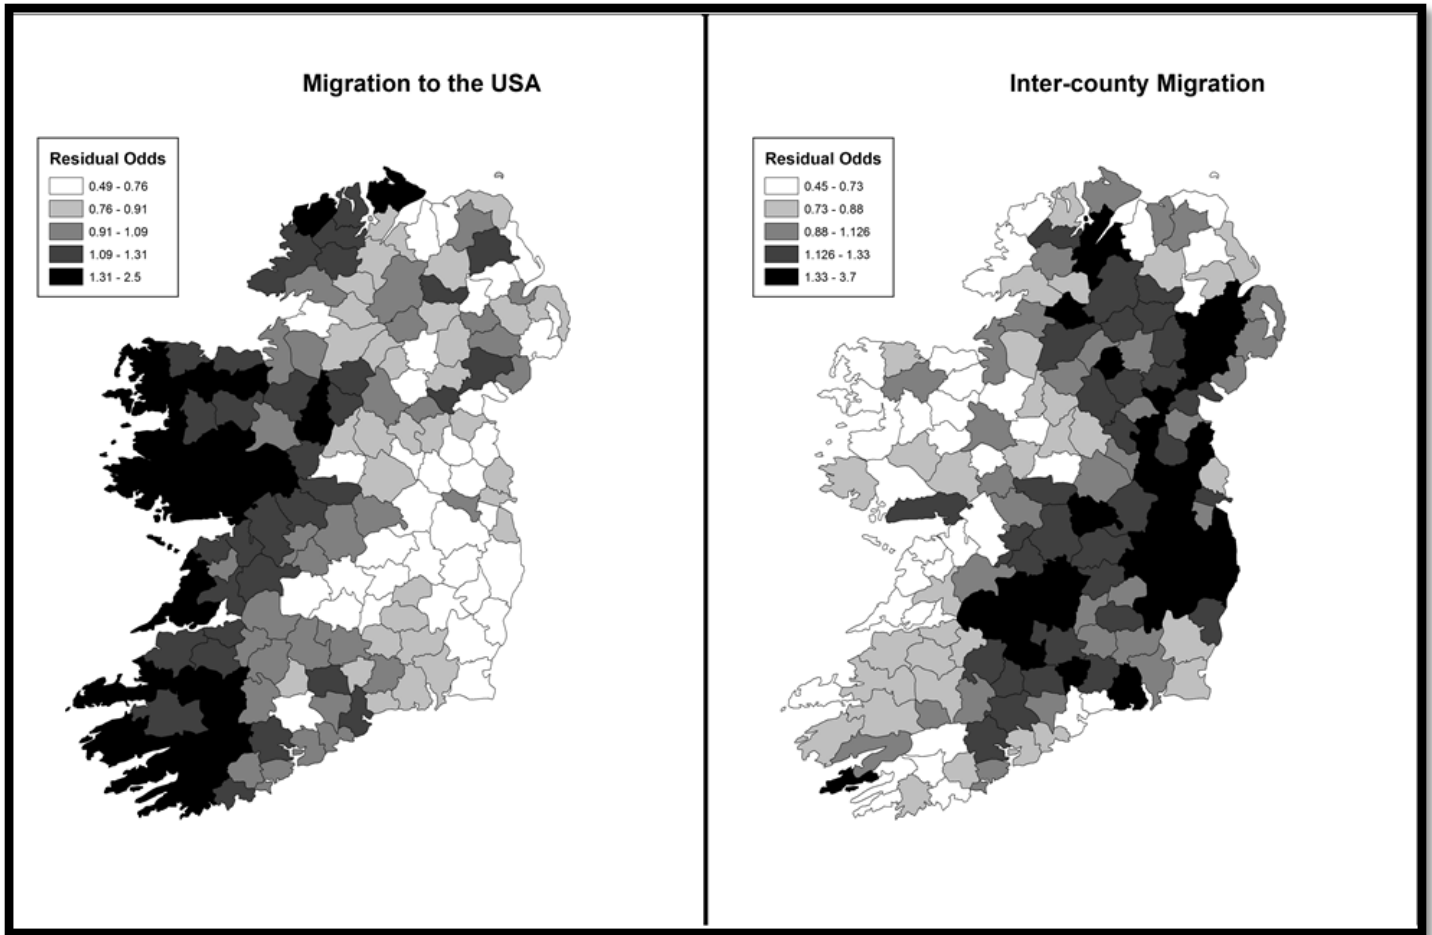 Migration to the USA
Residual Odds
0.49 - 0.76
0.76 - 0.91
0.91 - 1.09
1.09 - 1.31
1.31 - 2.5
Inter-county Migration
Residual Odds
0.45 - 0.73
0.73 - 0.88
0.88 - 1.126
1.126 - 1.33
1.33 - 3.7